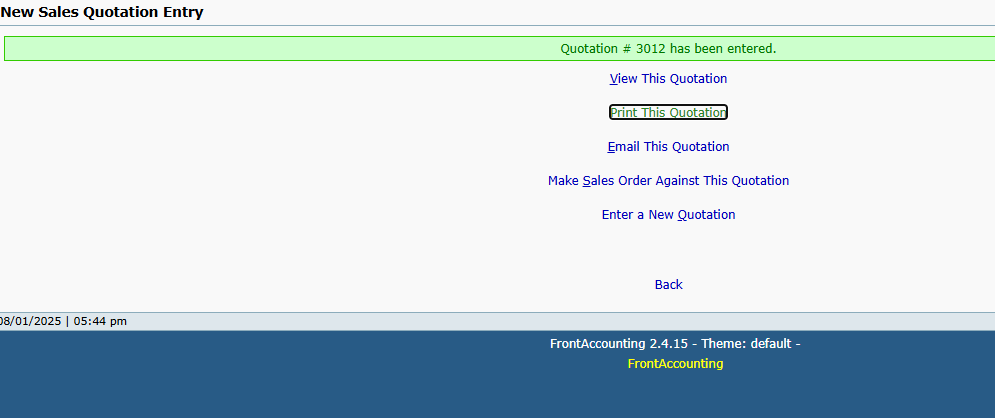 New Sales Quotation Entry
Quotation # 3012 has been entered.
View This Quotation
Print This Quotation
Email This Quotation
Make Sales Order Against This Quotation
Enter a New Quotation
Back
08/01/2025 | 05:44 pm
FrontAccounting 2.4.15 - Theme: default -
FrontAccounting